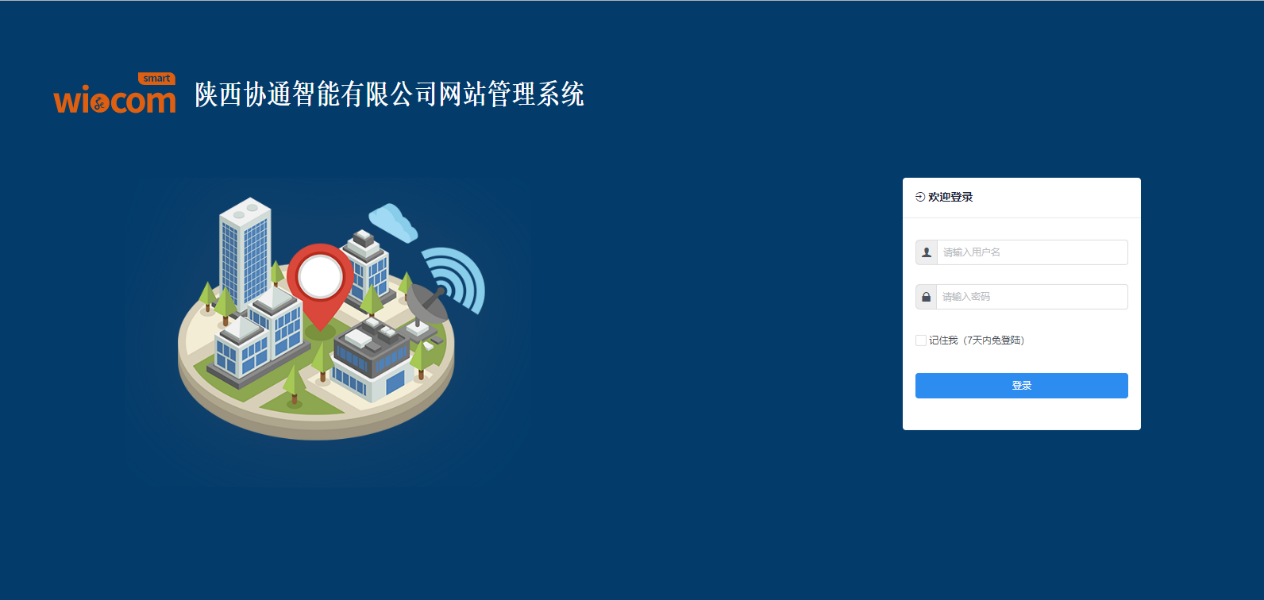 smart
wiocom 陕西协通智能有限公司网站管理系统
欢迎登录
请输入用户名
请输入密码
记住我（7天内免登陆）
登录